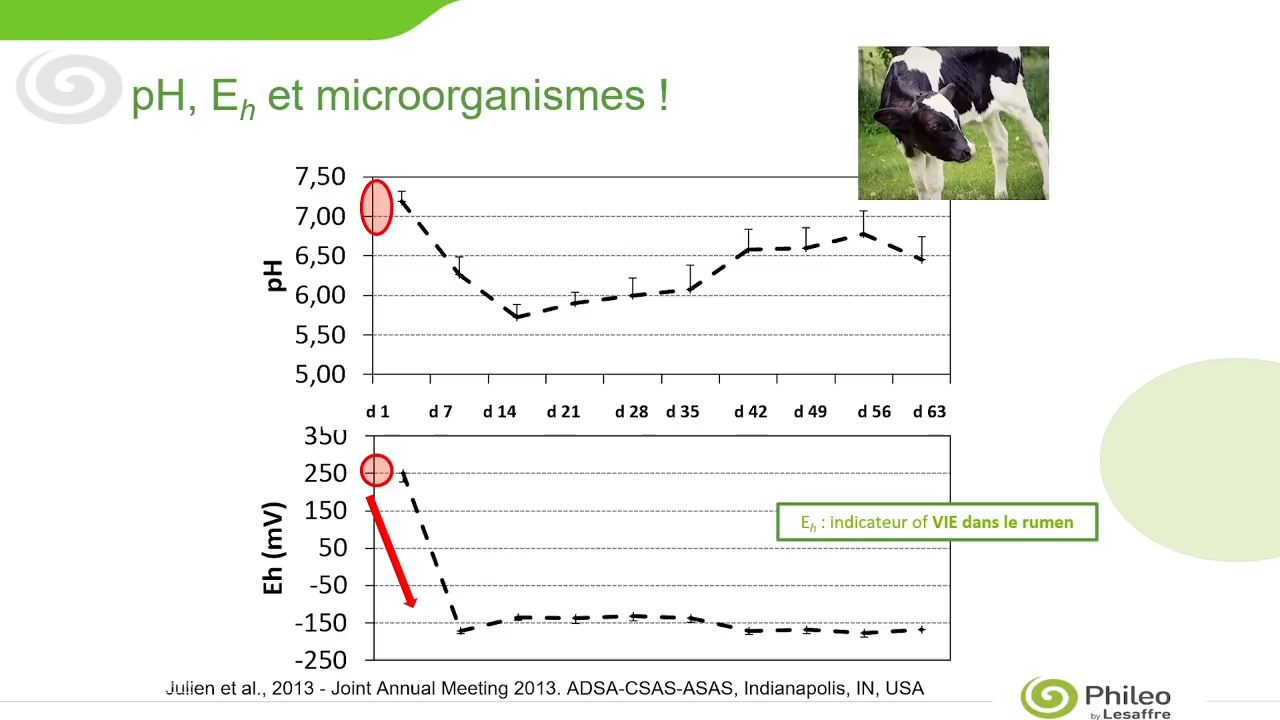 pH, Eh et microorganismes !
7,50
7,00
6,50
6,00
5,50
5,00
pH
d 1 d 7 d 14 d 21 d 28 d 35 d 42 d 49 d 56 d 63
350
250
150
50
-50
-150
-250
Eh (mV)
Eh : indicateur of VIE dans le rumen
Julien et al., 2013 - Joint Annual Meeting 2013. ADSA-CSAS-ASAS, Indianapolis, IN, USA
Phileo
by Lesaffre